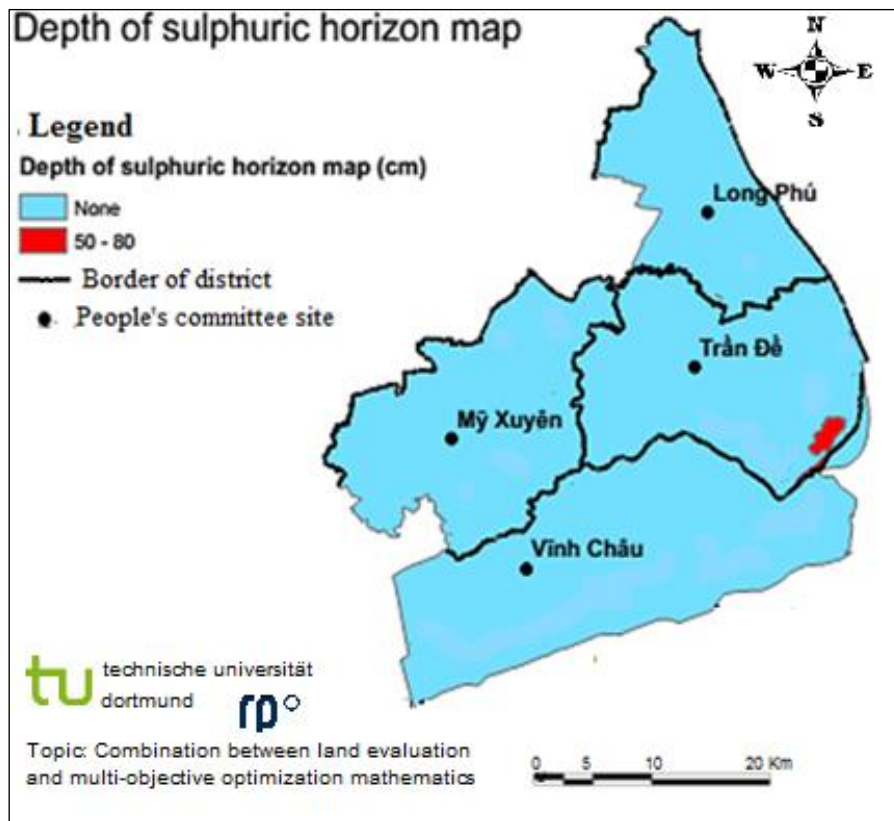 Depth of sulphuric horizon map
N
W E
S
Legend
Depth of sulphuric horizon map (cm)
None
50 - 80
Border of district
People's committee site
Long Phú
Trần Đề
Mỹ Xuyên
Vĩnh Châu
tu technische universität
dortmund rp
Topic: Combination between land evaluation
and multi-objective optimization mathematics
0 5 10 20 Km